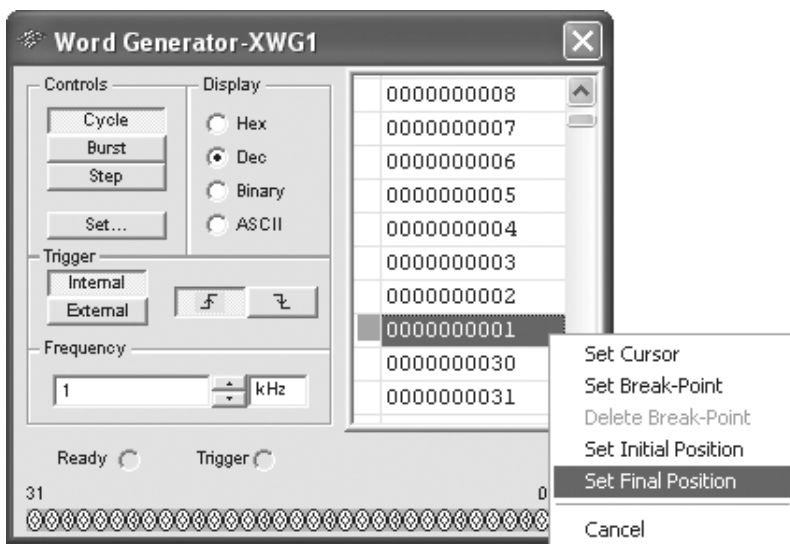 Word Generator-XWG1
Controls
Cycle
Burst
Step
Set...
Display
Hex
Dec
Binary
ASCII
Trigger
Internal
External
Frequency
1
kHz
0000000008
0000000007
0000000006
0000000005
0000000004
0000000003
0000000002
0000000001
0000000030
0000000031
Set Cursor
Set Break-Point
Delete Break-Point
Set Initial Position
Set Final Position
Cancel
Ready
Trigger
31
0